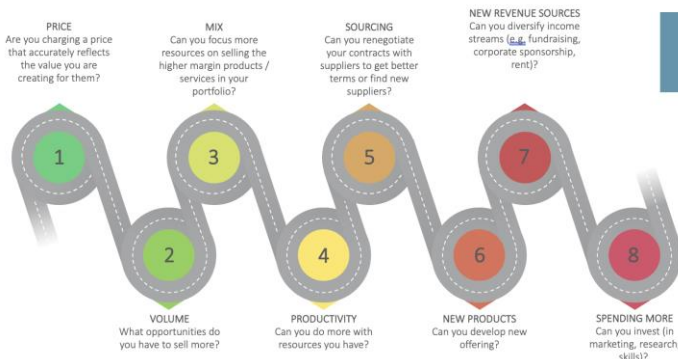 PRICE
Are you charging a price
that accurately reflects
the value you are
creating for them?
1
VOLUME
What opportunities do
you have to sell more?
2
MIX
Can you focus more
resources on selling the
higher margin products /
services in your
portfolio?
3
PRODUCTIVITY
Can you do more with
resources you have?
4
SOURCING
Can you renegotiate
your contracts with
suppliers to get better
terms or find new
suppliers?
5
NEW PRODUCTS
Can you develop new
offering?
6
NEW REVENUE SOURCES
Can you diversify income
streams (e.g. fundraising,
corporate sponsorship,
rent)?
7
SPENDING MORE
Can you invest (in
marketing, research,
skills)?
8